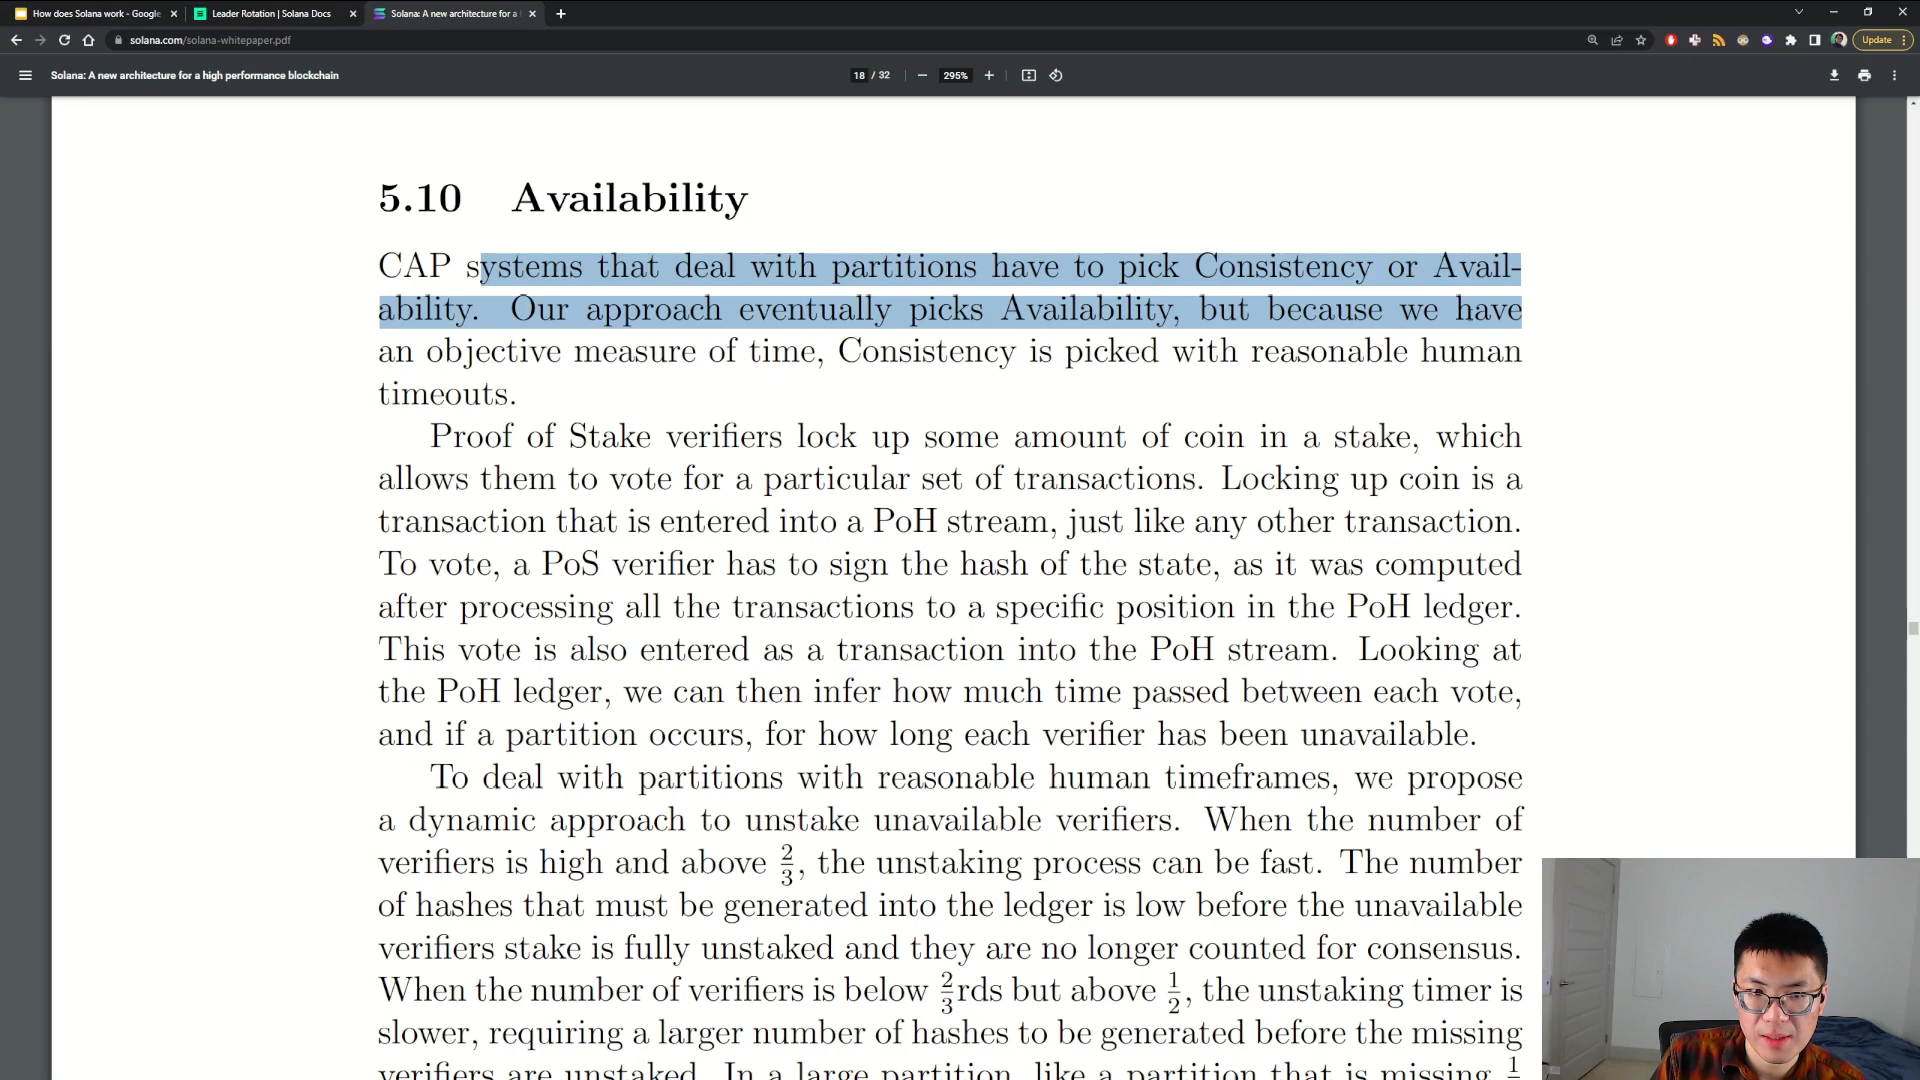 How does Solana work - Google
Leader Rotation | Solana Docs
Solana: A new architecture for a
solana.com/solana-whitepaper.pdf
Update
Solana: A new architecture for a high performance blockchain
18 / 32
295%
5.10 Availability
CAP systems that deal with partitions have to pick Consistency or Avail-
ability. Our approach eventually picks Availability, but because we have
an objective measure of time, Consistency is picked with reasonable human
timeouts.
Proof of Stake verifiers lock up some amount of coin in a stake, which
allows them to vote for a particular set of transactions. Locking up coin is a
transaction that is entered into a PoH stream, just like any other transaction.
To vote, a PoS verifier has to sign the hash of the state, as it was computed
after processing all the transactions to a specific position in the PoH ledger.
This vote is also entered as a transaction into the PoH stream. Looking at
the PoH ledger, we can then infer how much time passed between each vote,
and if a partition occurs, for how long each verifier has been unavailable.
To deal with partitions with reasonable human timeframes, we propose
a dynamic approach to unstake unavailable verifiers. When the number of
verifiers is high and above 2/3, the unstaking process can be fast. The number
of hashes that must be generated into the ledger is low before the unavailable
verifiers stake is fully unstaked and they are no longer counted for consensus.
When the number of verifiers is below 2/3rds but above 1/2, the unstaking timer is
slower, requiring a larger number of hashes to be generated before the missing
verifiers are unstaked. In a large partition, like a partition that is missing